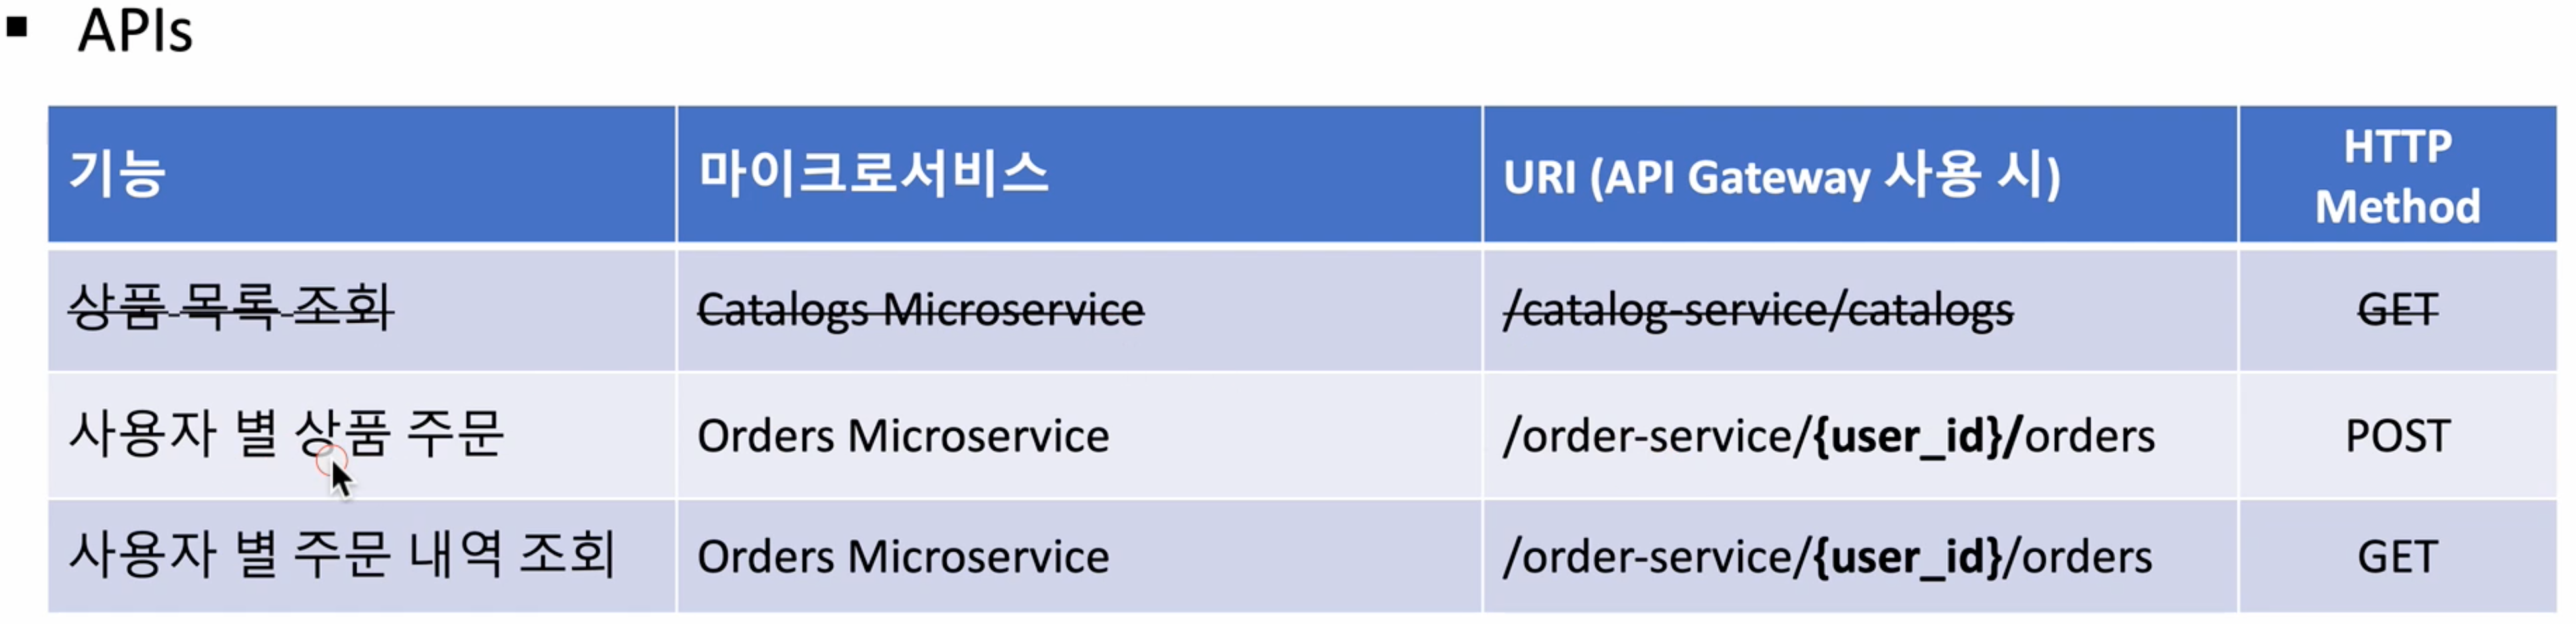 ▪ APIs
기능 마이크로서비스 URI (API Gateway 사용 시) HTTP Method
상품 목록 조회 Catalogs Microservice /catalog-service/catalogs GET
사용자 별 상품 주문 Orders Microservice /order-service/{user_id}/orders POST
사용자 별 주문 내역 조회 Orders Microservice /order-service/{user_id}/orders GET